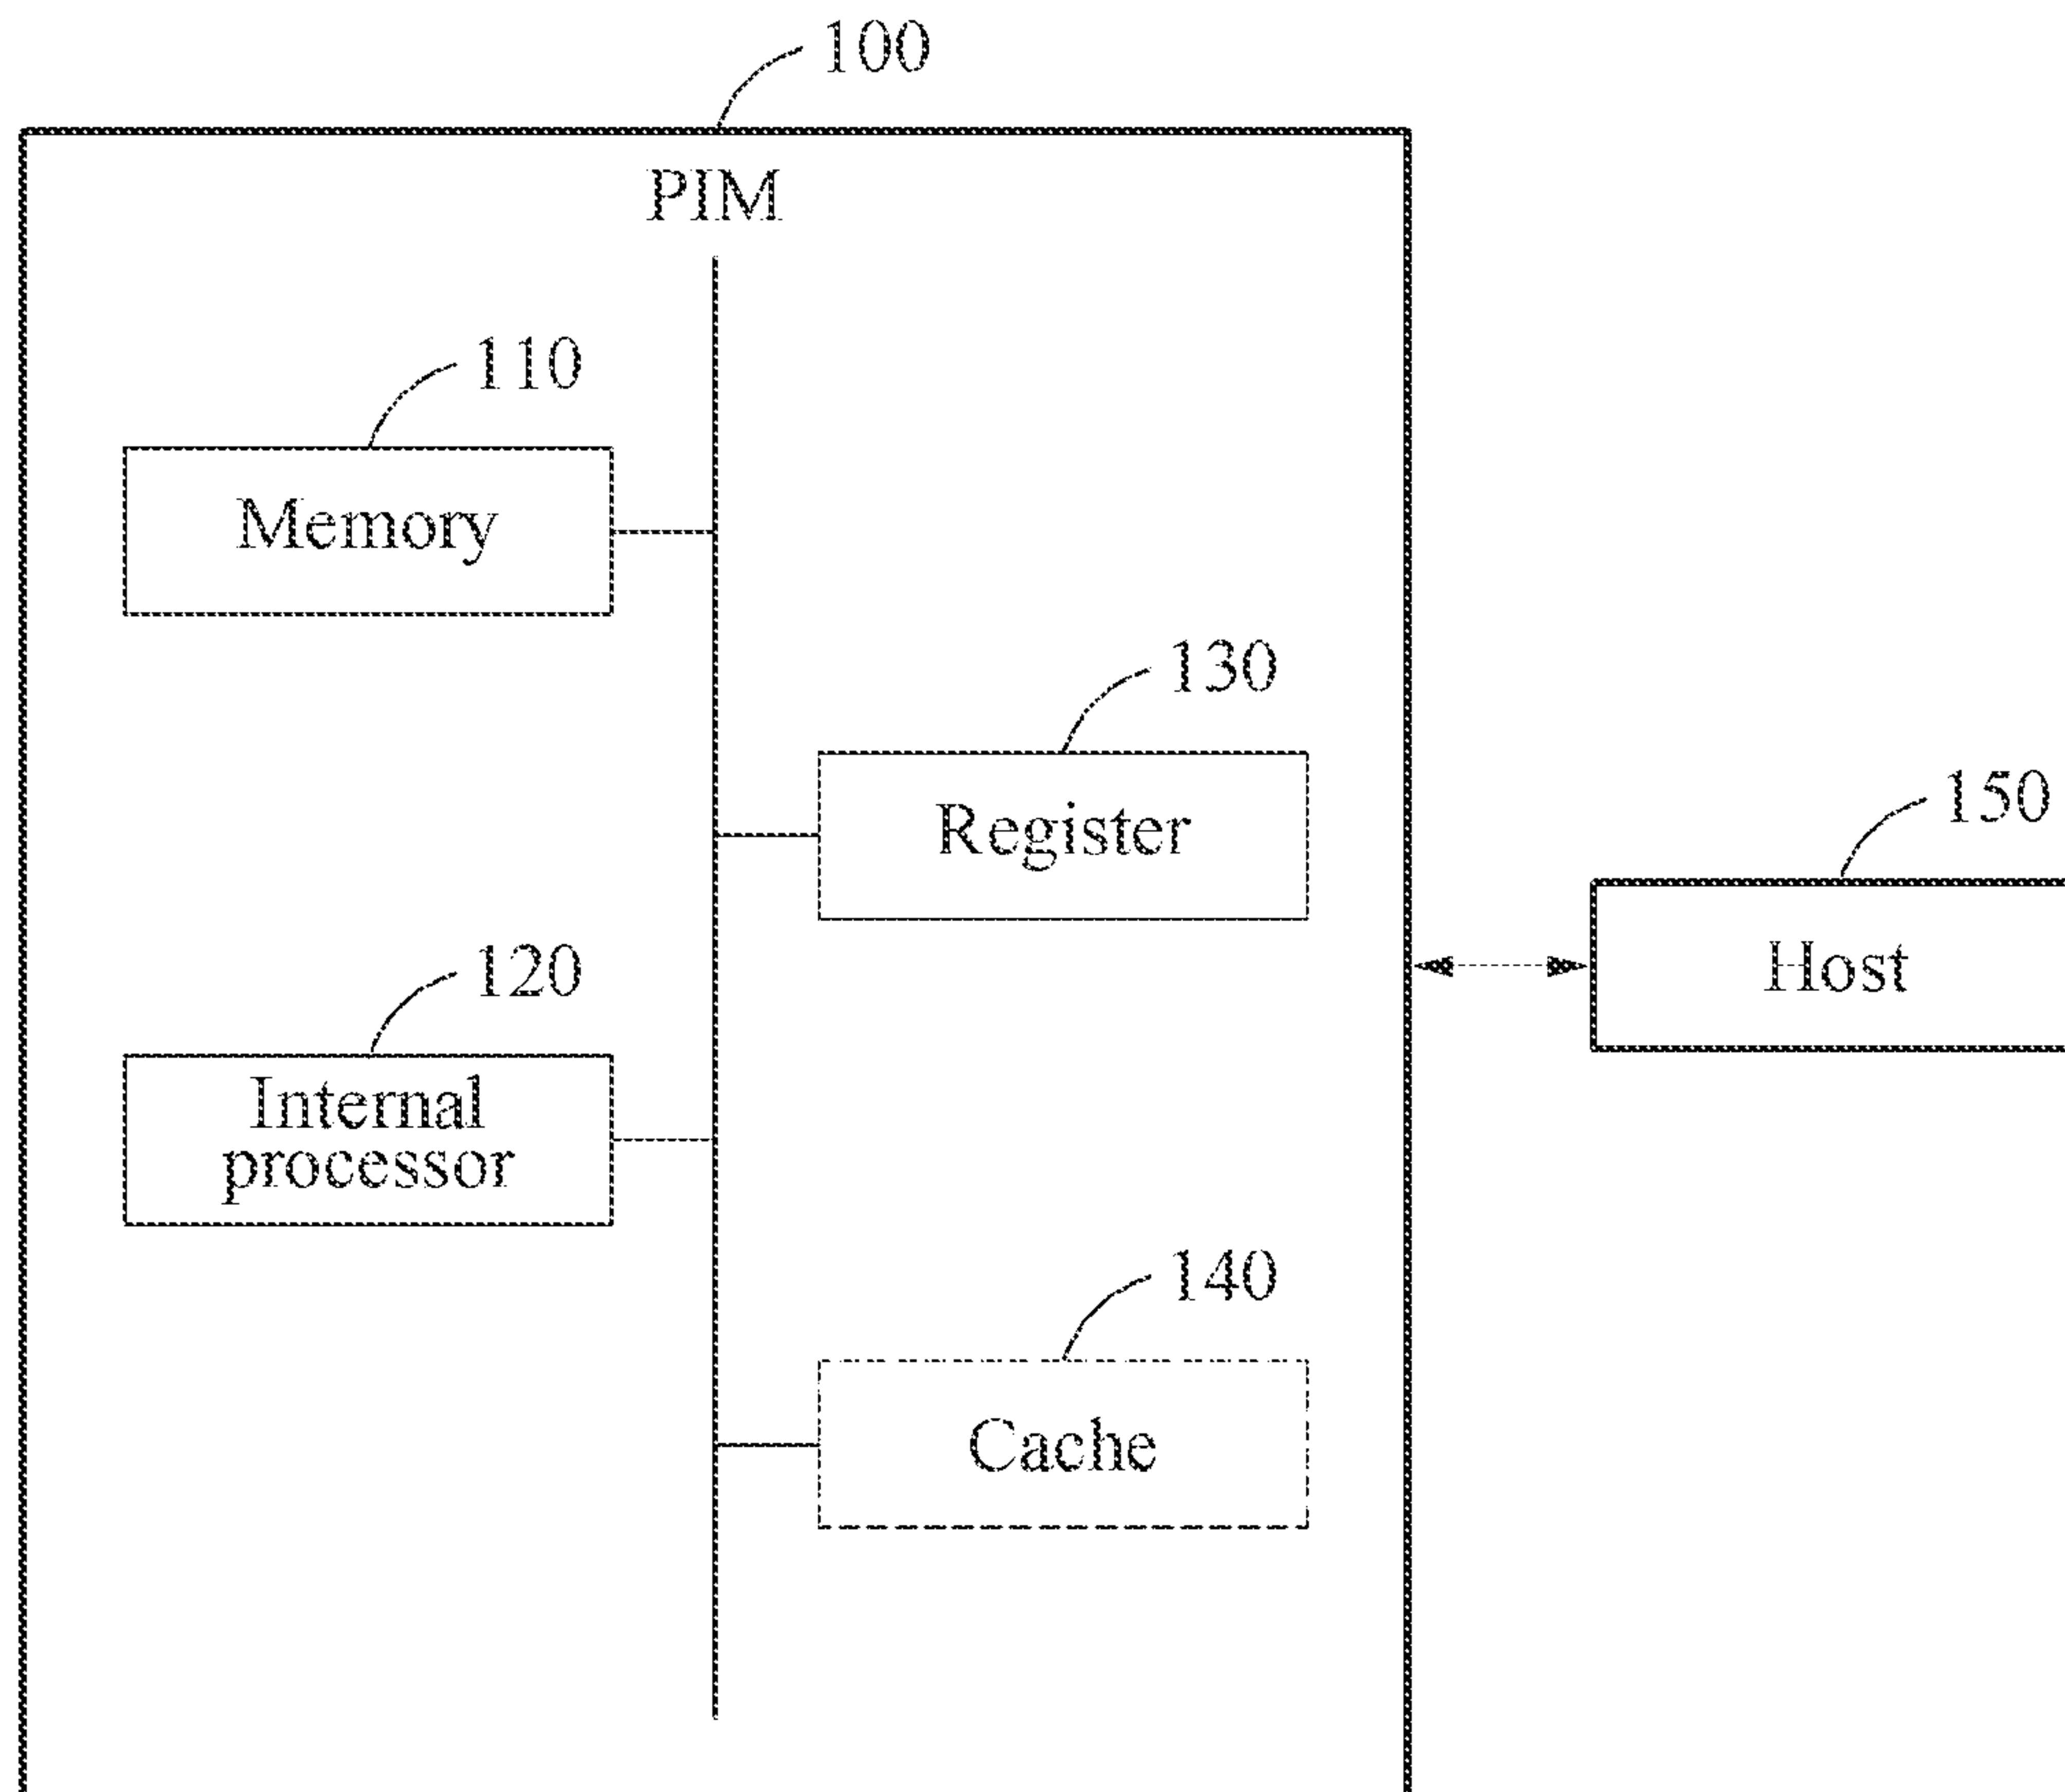 100
PIM
110
Memory
130
Register
150
Host
120
Internal
processor
140
Cache